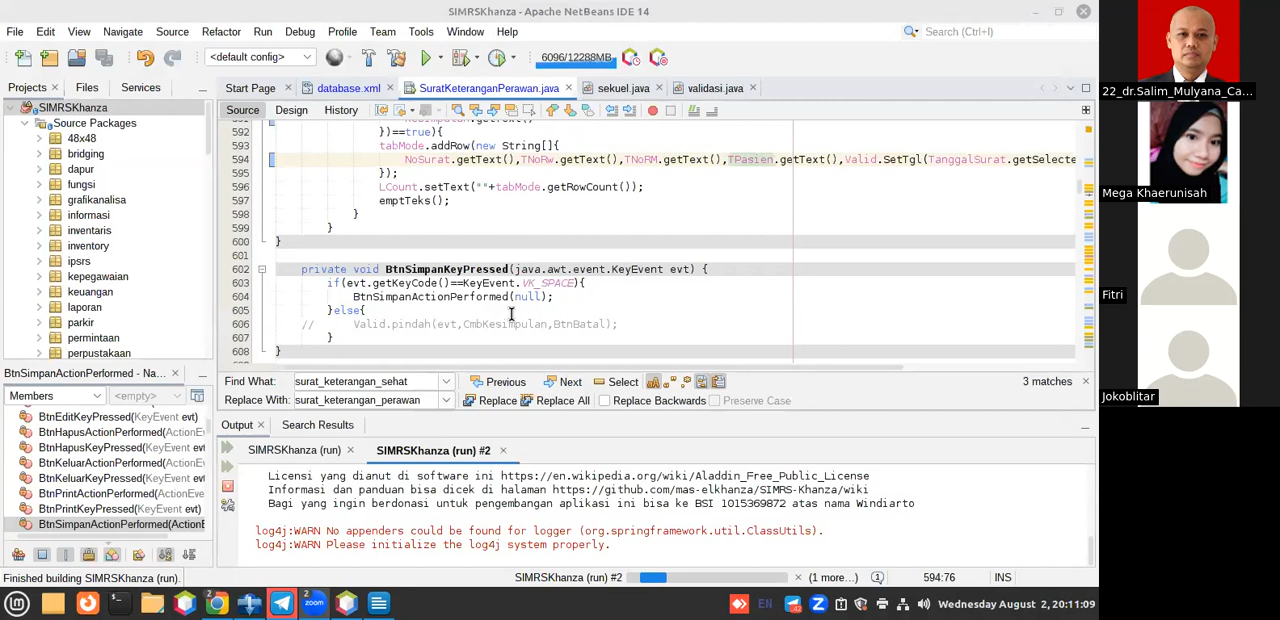 SIMRSKhanza - Apache NetBeans IDE 14
File Edit View Navigate Source Refactor Run Debug Profile Team Tools Window Help
<default config> 6096/12288MB Search (Ctrl+I)
Projects Files Services
Start Page database.xml SuratKeteranganPerawan.java sekuel.java validasi.java
Source Design History
SIMRSKhanza
Source Packages
48x48
bridging
dapur
fungsi
grafikanalisa
informasi
inventaris
inventory
ipsrs
kepegawaian
keuangan
laporan
parkir
permintaan
perpustakaan
592 })==true){
593 tabMode.addRow(new String[]{
594 NoSurat.getText(),TNoRw.getText(),TNoRM.getText(),TPasien.getText(),Valid.SetTgl(TanggalSurat.getSelecte
595 });
596 LCount.setText(""+tabMode.getRowCount());
597 emptTeks();
598 }
599 }
600 }
601
602 private void BtnSimpanKeyPressed(java.awt.event.KeyEvent evt) {
603 if(evt.getKeyCode()==KeyEvent.VK_SPACE){
604 BtnSimpanActionPerformed(null);
605 }else{
606 // Valid.pindah(evt,CmbKesimpulan,BtnBatal);
607 }
608 }
Find What: surat_keterangan_sehat Previous Next Select 3 matches
Replace With: surat_keterangan_perawan Replace Replace All Replace Backwards Preserve Case
BtnSimpanActionPerformed - Na...
Members <empty>
BtnEditKeyPressed(KeyEvent evt)
BtnHapusActionPerformed(ActionEv
BtnHapusKeyPressed(KeyEvent evt)
BtnKeluarActionPerformed(ActionEv
BtnKeluarKeyPressed(KeyEvent evt)
BtnPrintActionPerformed(ActionEve
BtnPrintKeyPressed(KeyEvent evt)
BtnSimpanActionPerformed(ActionE
Output Search Results
SIMRSKhanza (run) SIMRSKhanza (run) #2
Licensi yang dianut di software ini https://en.wikipedia.org/wiki/Aladdin_Free_Public_License
Informasi dan panduan bisa dicek di halaman https://github.com/mas-elkhanza/SIMRS-Khanza/wiki
Bagi yang ingin berdonasi untuk pengembangan aplikasi ini bisa ke BSI 1015369872 atas nama Windiarto
log4j:WARN No appenders could be found for logger (org.springframework.util.ClassUtils).
log4j:WARN Please initialize the log4j system properly.
Finished building SIMRSKhanza (run). SIMRSKhanza (run) #2 (1 more...) 594:76 INS
2 2 zoom EN Wednesday August 2, 20:11:09
22_dr.Salim_Mulyana_Ca...
Mega Khaerunisah
Fitri
Jokoblitar